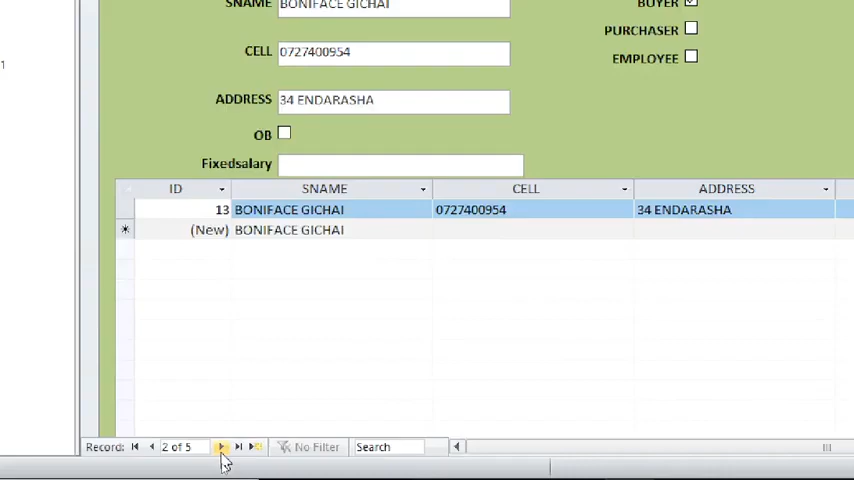 SNAME BONIFACE GICHAI BUYER
PURCHASER
CELL 0727400954
EMPLOYEE
ADDRESS 34 ENDARASHA
OB
Fixedsalary
ID SNAME CELL ADDRESS
13 BONIFACE GICHAI 0727400954 34 ENDARASHA
(New) BONIFACE GICHAI
Record: 2 of 5 No Filter Search